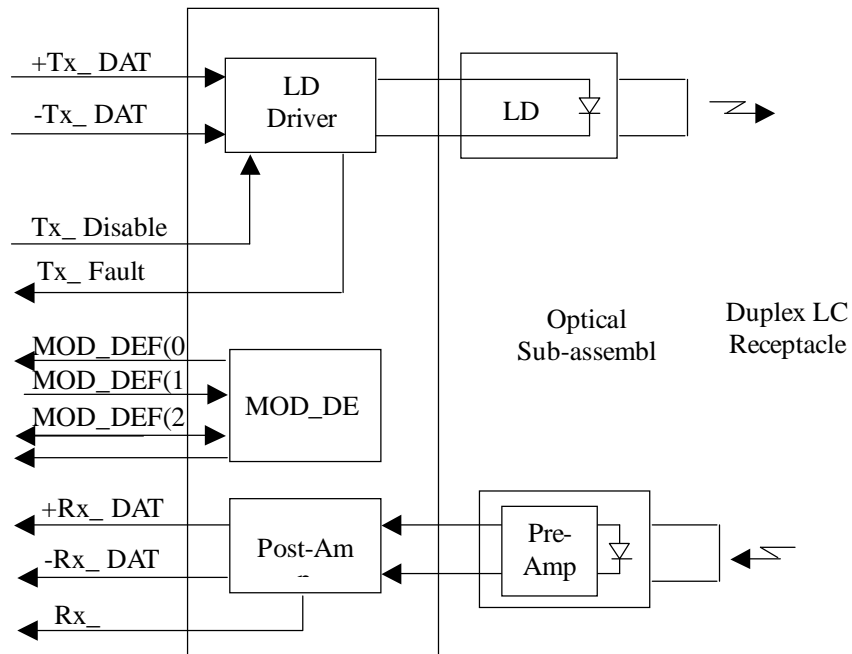 +Tx_ DAT
-Tx_ DAT
LD
Driver
LD
Tx_ Disable
Tx_ Fault
MOD_DEF(0
MOD_DEF(1
MOD_DEF(2
MOD_DE
Optical
Sub-assembl
Duplex LC
Receptacle
+Rx_ DAT
-Rx_ DAT
Rx_
Post-Am
Pre-
Amp